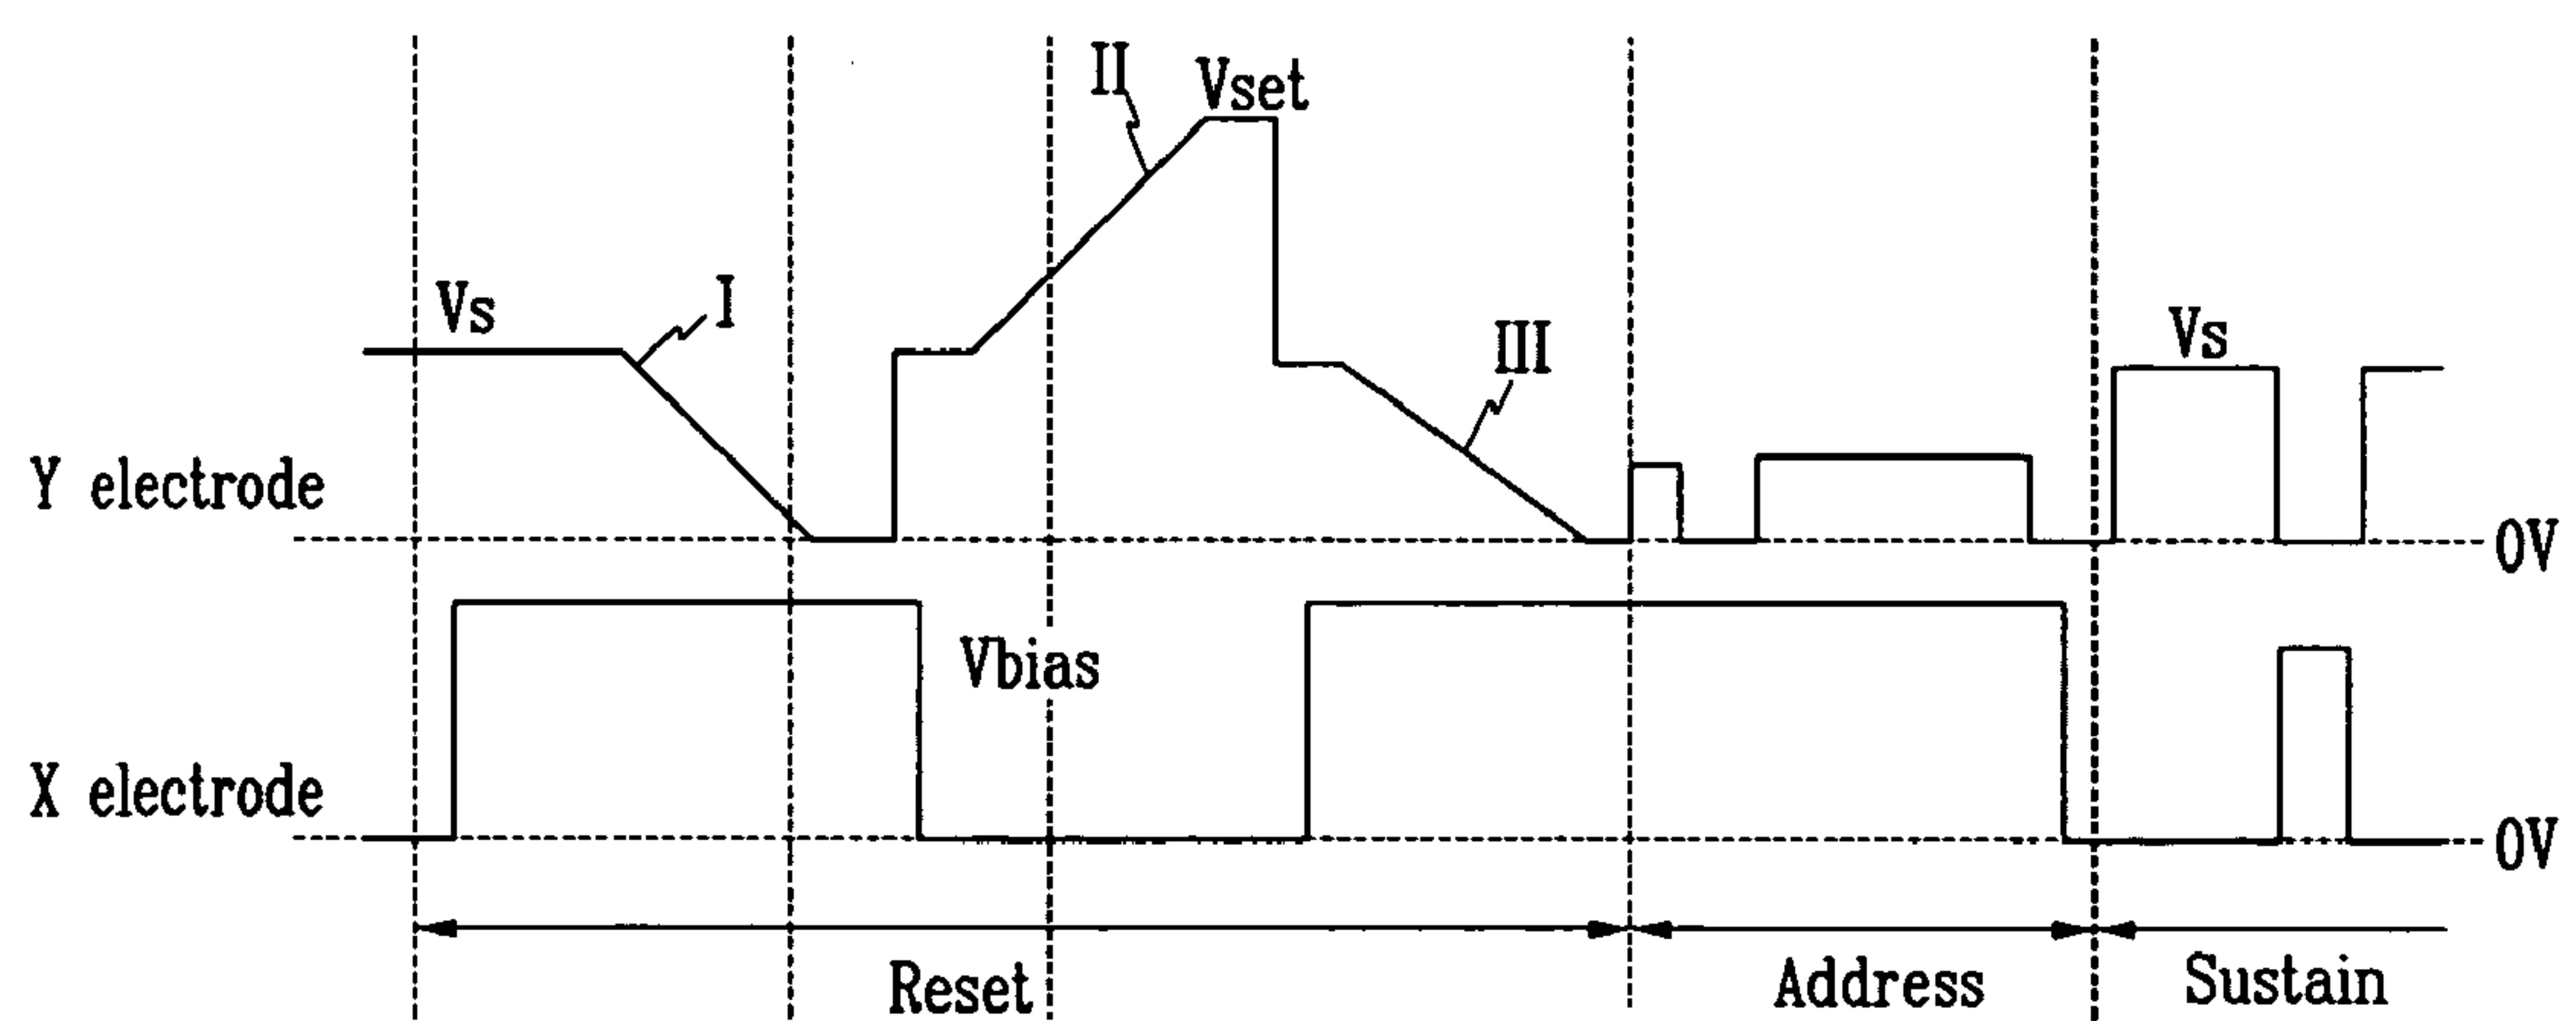 II
Vset
Vs
I
III
Vs
Y electrode
0V
Vbias
X electrode
0V
Reset
Address
Sustain